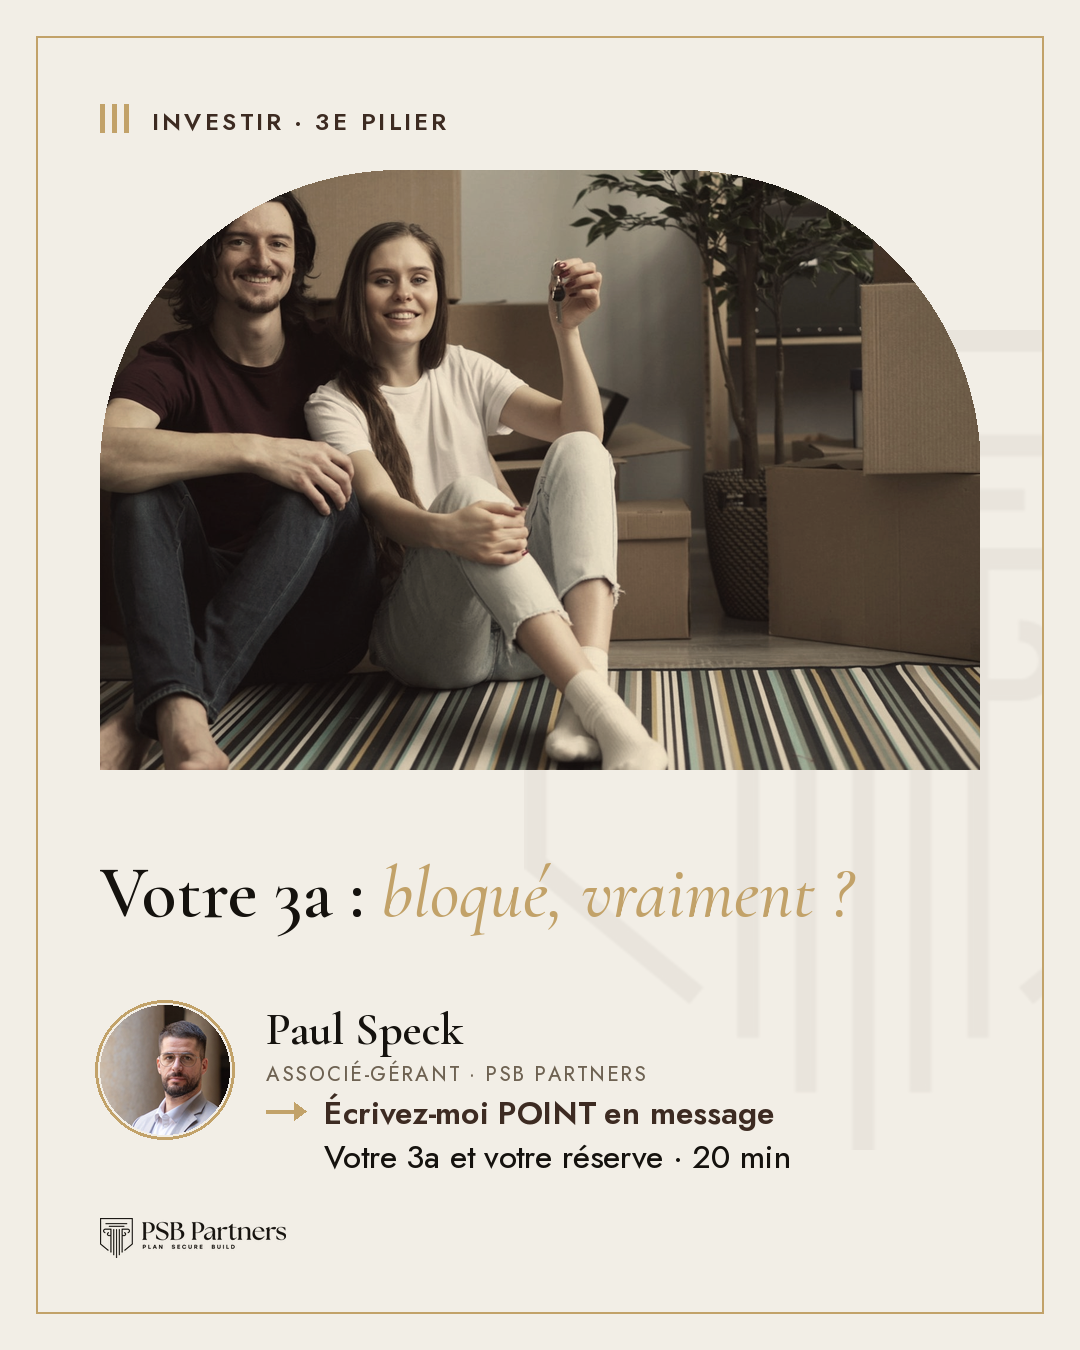 INVESTIR · 3E PILIER
Votre 3a : bloqué, vraiment ?
Paul Speck
ASSOCIÉ-GÉRANT · PSB PARTNERS
Écrivez-moi POINT en message
Votre 3a et votre réserve · 20 min
PSB Partners
PLAN SECURE BUILD